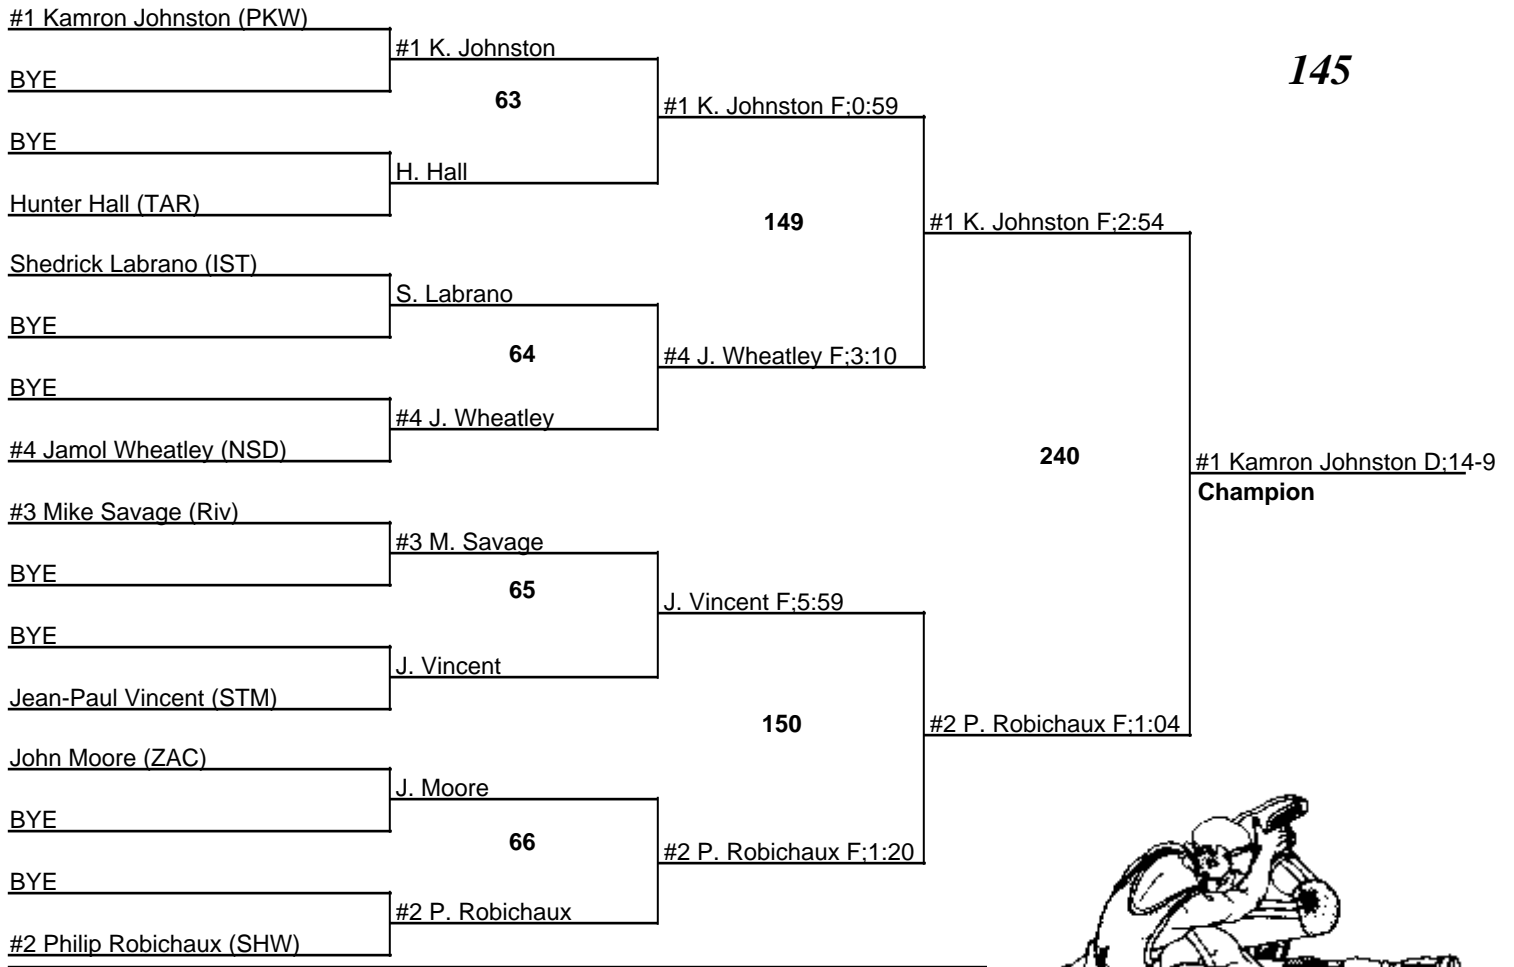 #1 Kamron Johnston (PKW)
BYE
BYE
Hunter Hall (TAR)
Shedrick Labrano (IST)
BYE
BYE
#4 Jamol Wheatley (NSD)
#3 Mike Savage (Riv)
BYE
BYE
Jean-Paul Vincent (STM)
John Moore (ZAC)
BYE
BYE
#2 Philip Robichaux (SHW)
#1 K. Johnston
63
H. Hall
S. Labrano
64
#4 J. Wheatley
#3 M. Savage
65
J. Vincent
J. Moore
66
#2 P. Robichaux
#1 K. Johnston F;0:59
149
#4 J. Wheatley F;3:10
J. Vincent F;5:59
150
#2 P. Robichaux F;1:20
#1 K. Johnston F;2:54
240
#2 P. Robichaux F;1:04
145
#1 Kamron Johnston D;14-9
Champion